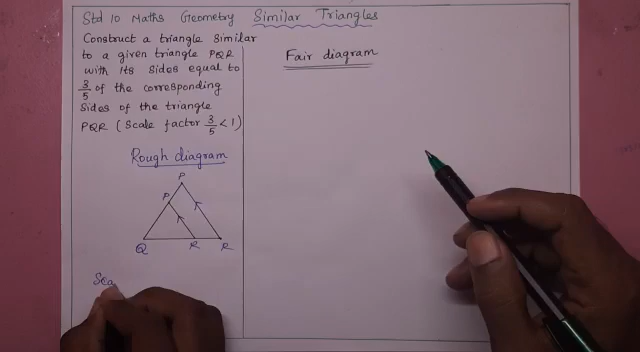 Std 10 Maths Geometry Similar Triangles
Construct a triangle similar
to a given triangle PQR
with its sides equal to
3/5 of the corresponding
sides of the triangle
PQR (Scale factor 3/5 < 1)
Fair diagram
Rough diagram
P
P
Q R R
Sca